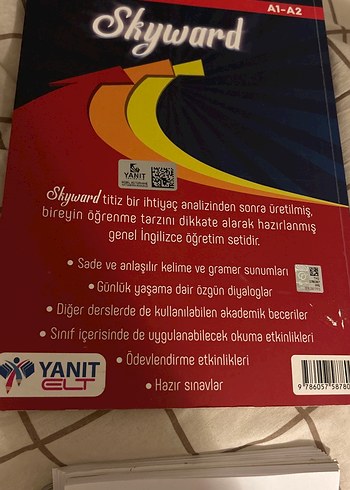 A1-A2
Skyward
YANIT
Skyward titiz bir ihtiyaç analizinden sonra üretilmiş,
bireyin öğrenme tarzını dikkate alarak hazırlanmış
genel İngilizce öğretim setidir.
• Sade ve anlaşılır kelime ve gramer sunumları
• Günlük yaşama dair özgün diyaloglar
• Diğer derslerde de kullanılabilen akademik beceriler
• Sınıf içerisinde de uygulanabilecek okuma etkinlikleri
• Ödevlendirme etkinlikleri
• Hazır sınavlar
YANIT
ELT